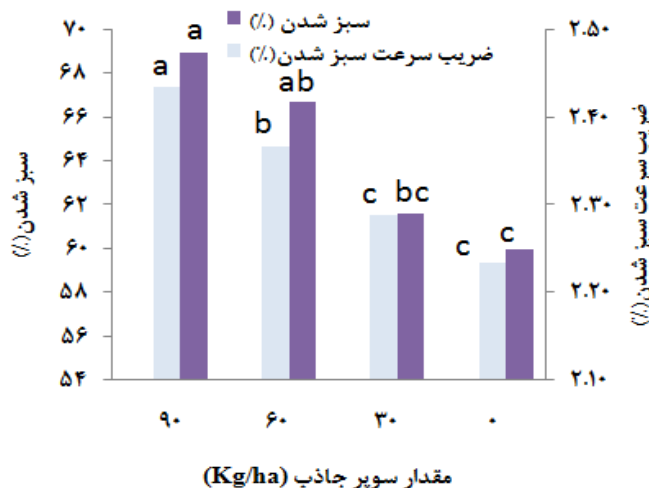 سبز شدن (٪)
ضریب سرعت سبز شدن(٪)
۷۰
۶۸
۶۶
۶۴
۶۲
۶۰
۵۸
۵۶
۵۴
سبز شدن(٪)
۲.۵۰
۲.۴۰
۲.۳۰
۲.۲۰
۲.۱۰
ضریب سرعت سبز شدن(٪)
a a
b ab
c bc
c c
۹۰ ۶۰ ۳۰ ۰
مقدار سوپر جاذب (Kg/ha)